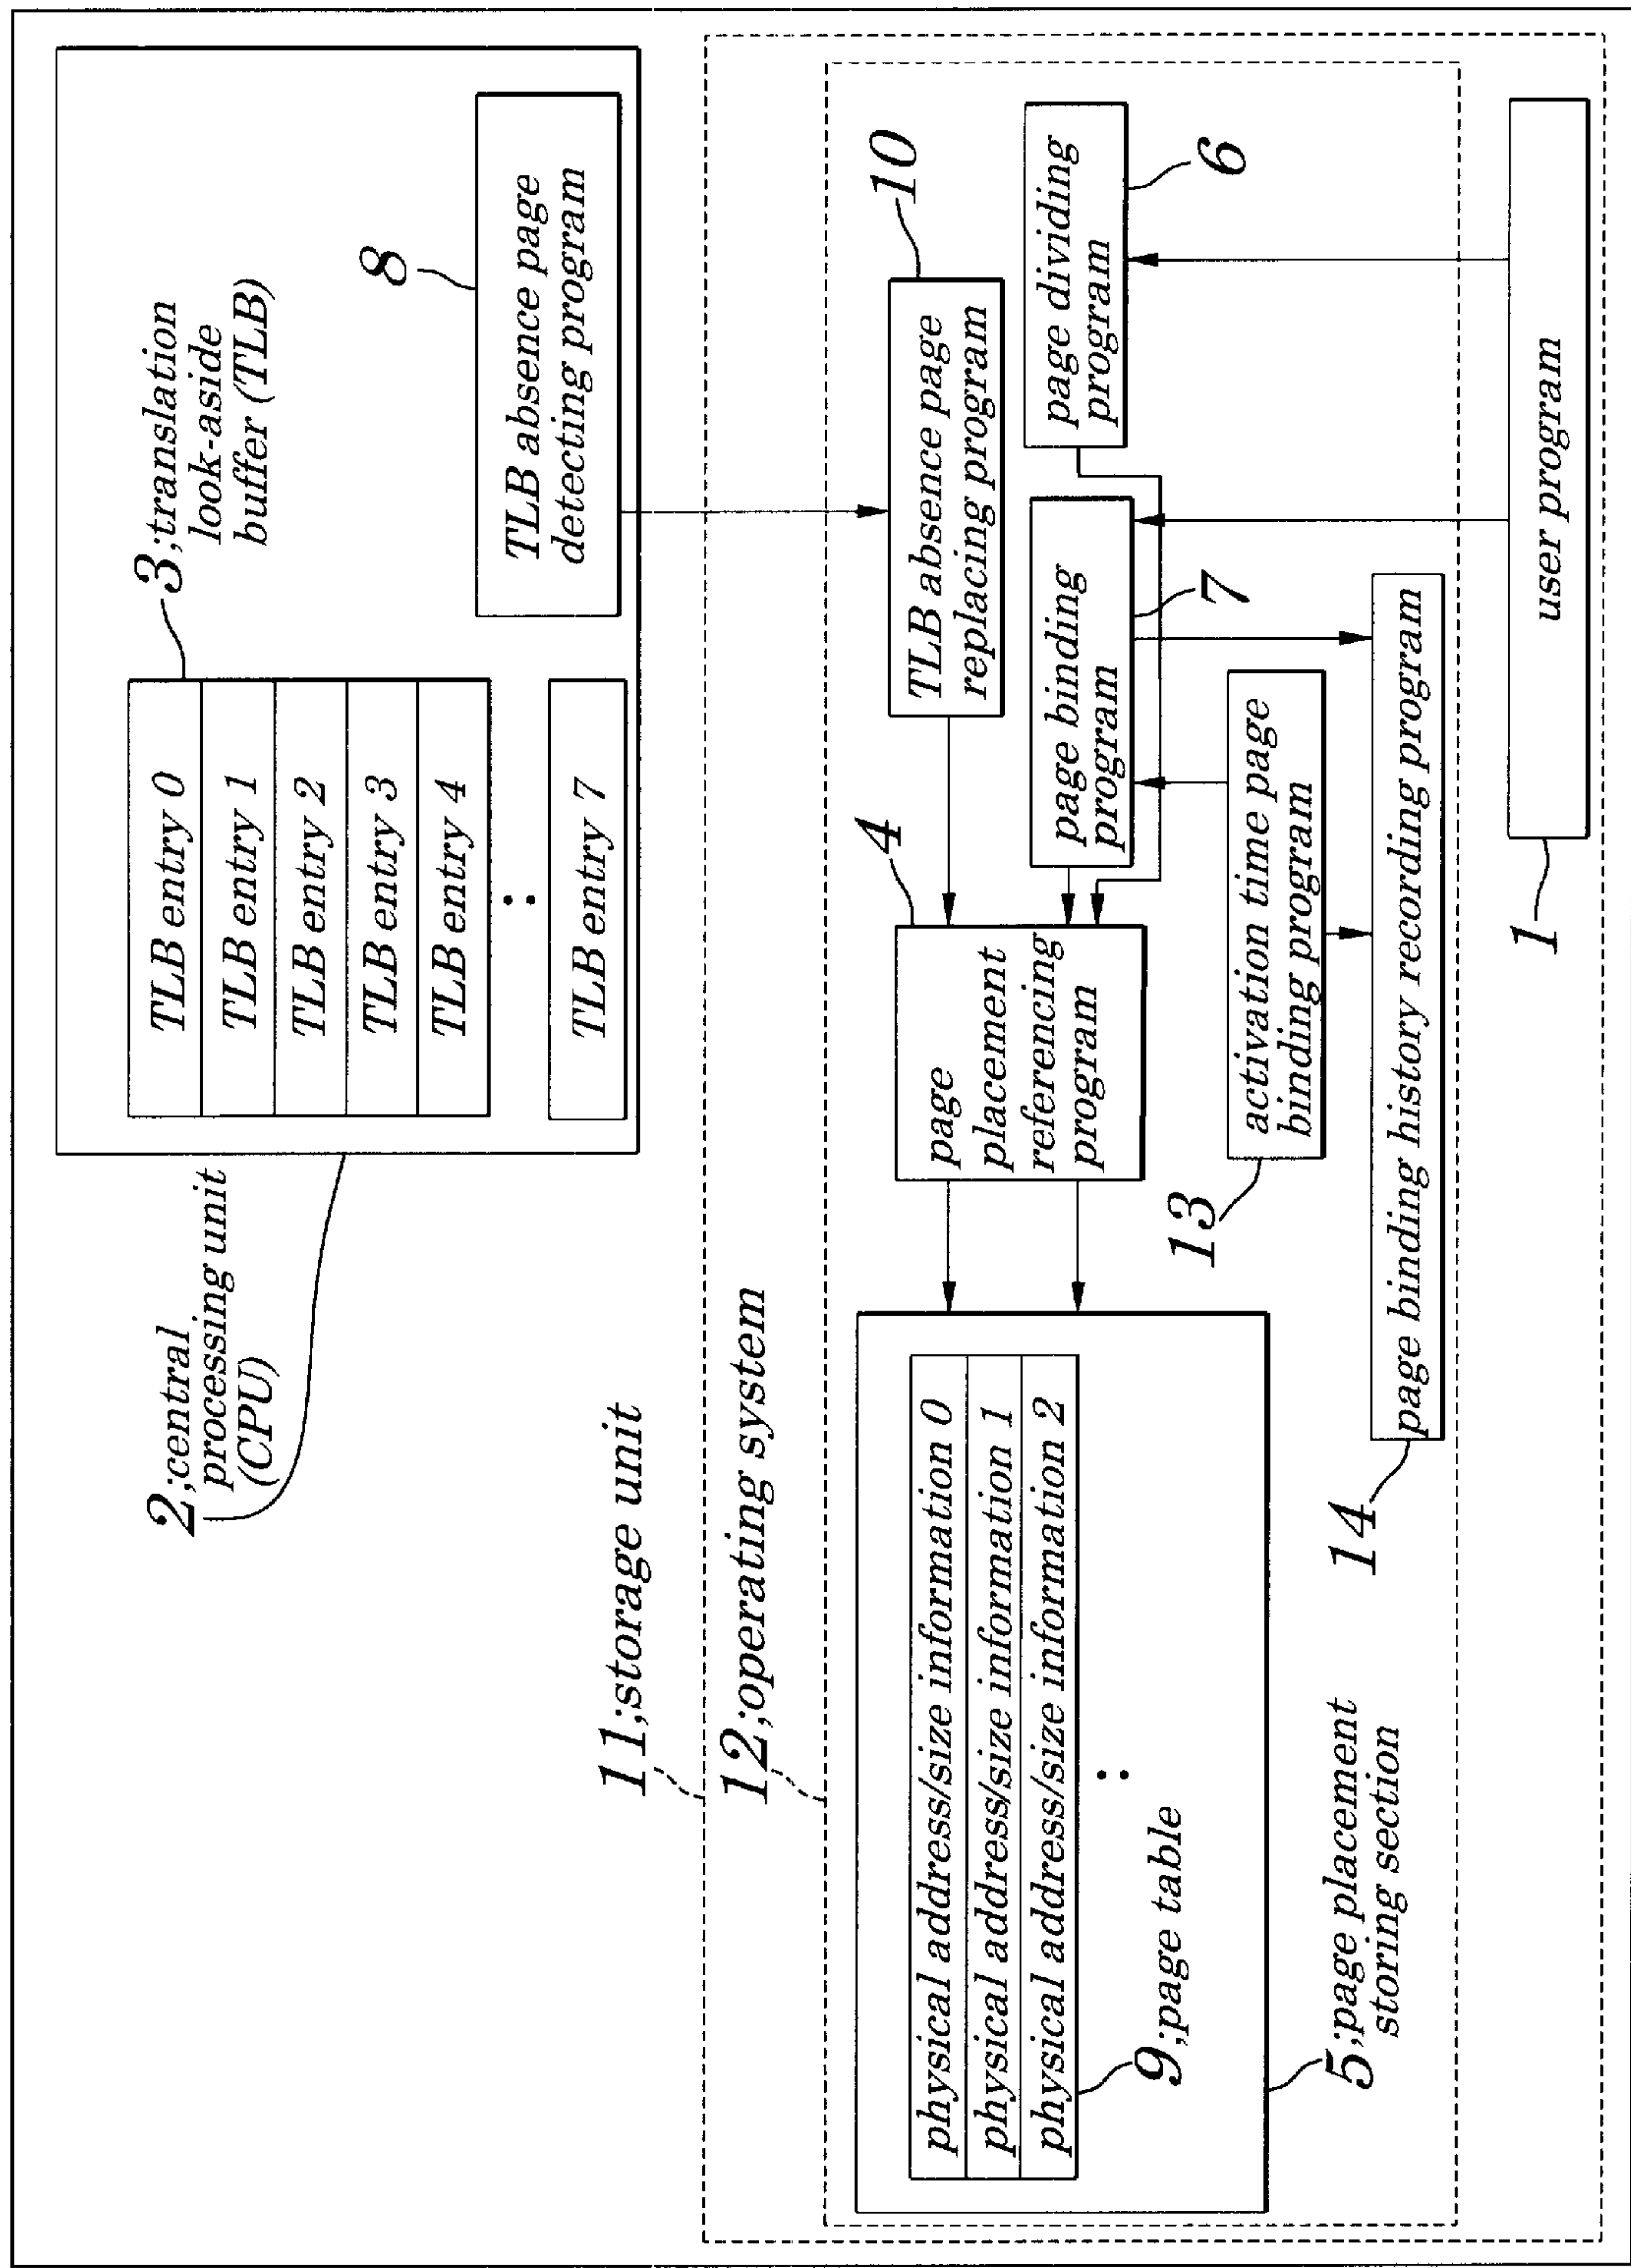 2;central
processing unit
(CPU)
TLB entry 0
TLB entry 1
TLB entry 2
TLB entry 3
TLB entry 4
:
TLB entry 7
3;translation
look-aside
buffer (TLB)
8
TLB absence page
detecting program
11;storage unit
12;operating system
physical address/size information 0
physical address/size information 1
physical address/size information 2
:
9;page table
5;page placement
storing section
4
page
placement
referencing
program
10
TLB absence page
replacing program
page binding
program
7
page dividing
program
6
13
activation time page
binding program
14
page binding history recording program
1
user program